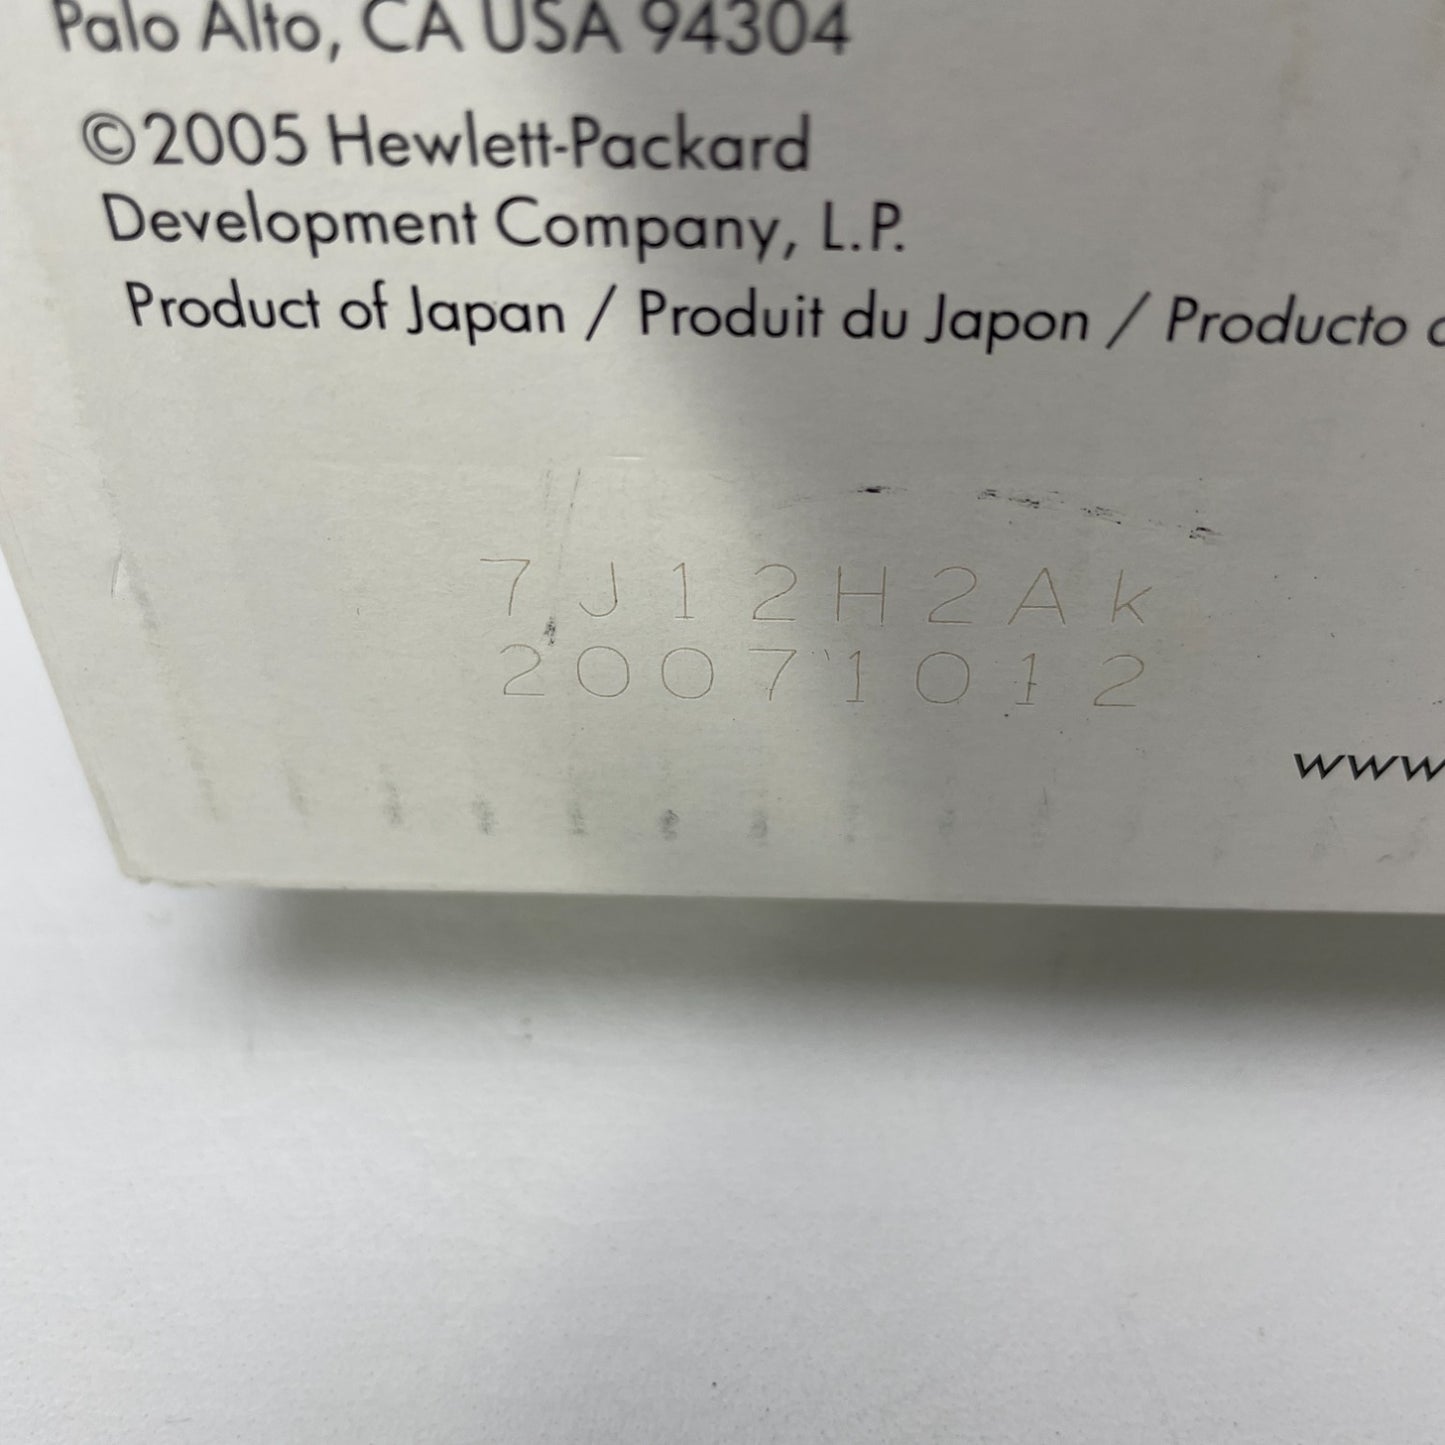 Palo Alto, CA USA 94304
©2005 Hewlett-Packard
Development Company, L.P.
Product of Japan / Produit du Japon / Producto
7J12H2Ak
20071012
www.